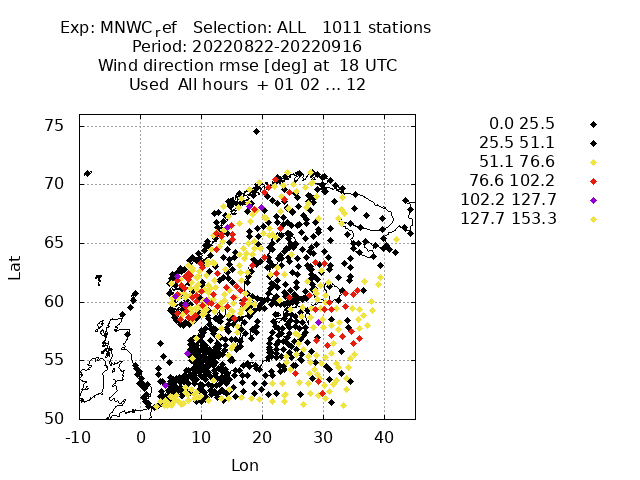 Exp: MNWCref   Selection: ALL   1011 stations
Period: 20220822-20220916
Wind direction rmse [deg] at  18 UTC
Used  All hours  + 01 02 ... 12
0.0 25.5
25.5 51.1
51.1 76.6
76.6 102.2
102.2 127.7
127.7 153.3
75
70
65
60
55
50
Lat
-10 0 10 20 30 40
Lon